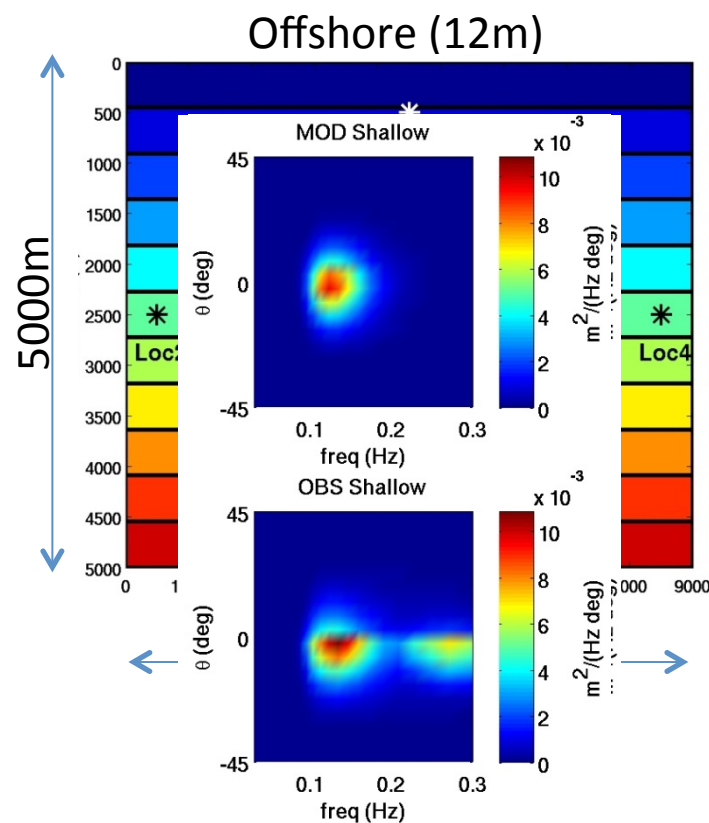 Offshore (12m)
0
500
1000
1500
2000
2500
3000
3500
4000
4500
5000
5000m
Loc
Loc4
0
9000
MOD Shallow
x 10 -3
45
0
-45
θ (deg)
0.1 0.2 0.3
freq (Hz)
10
8
6
4
2
0
m2/(Hz deg)
OBS Shallow
x 10 -3
45
0
-45
θ (deg)
0.1 0.2 0.3
freq (Hz)
10
8
6
4
2
0
m2/(Hz deg)